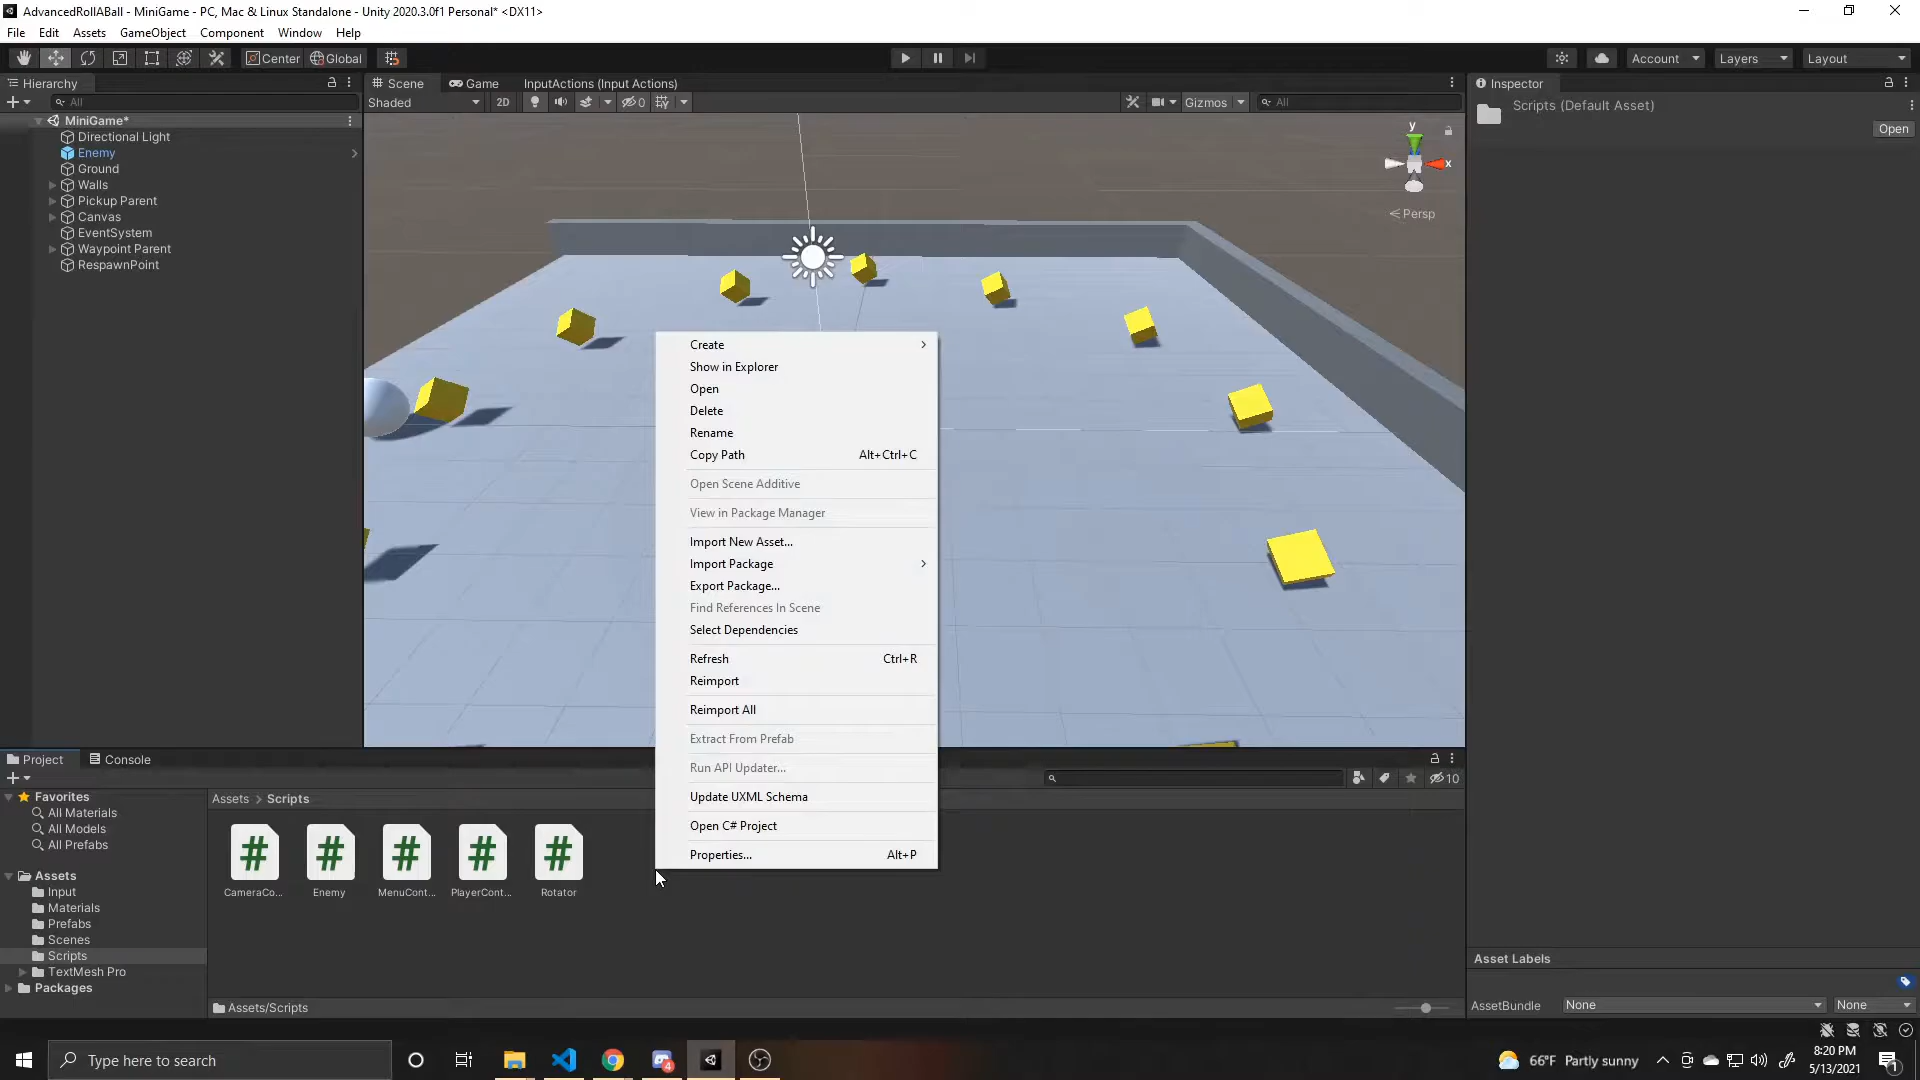 AdvancedRollABall - MiniGame - PC, Mac & Linux Standalone - Unity 2020.3.0f1 Personal* <DX11>
File Edit Assets GameObject Component Window Help
Center Global Account Layers Layout
Hierarchy Scene Game InputActions (Input Actions) Inspector
All Shaded 2D 0 Gizmos All
Scripts (Default Asset)
Open
MiniGame*
Directional Light
Enemy
Ground
Walls
Pickup Parent
Canvas
EventSystem
Waypoint Parent
RespawnPoint
y
x
Persp
Create
Show in Explorer
Open
Delete
Rename
Copy Path Alt+Ctrl+C
Open Scene Additive
View in Package Manager
Import New Asset...
Import Package
Export Package...
Find References In Scene
Select Dependencies
Refresh Ctrl+R
Reimport
Reimport All
Extract From Prefab
Run API Updater...
Update UXML Schema
Open C# Project
Properties... Alt+P
Project Console
10
Favorites
All Materials
All Models
All Prefabs
Assets
Input
Materials
Prefabs
Scenes
Scripts
TextMesh Pro
Packages
Assets > Scripts
# # # # #
CameraCo... Enemy MenuCont... PlayerCont... Rotator
Assets/Scripts
Asset Labels
AssetBundle None None
Type here to search
4
66°F Partly sunny
8:20 PM
5/13/2021
1